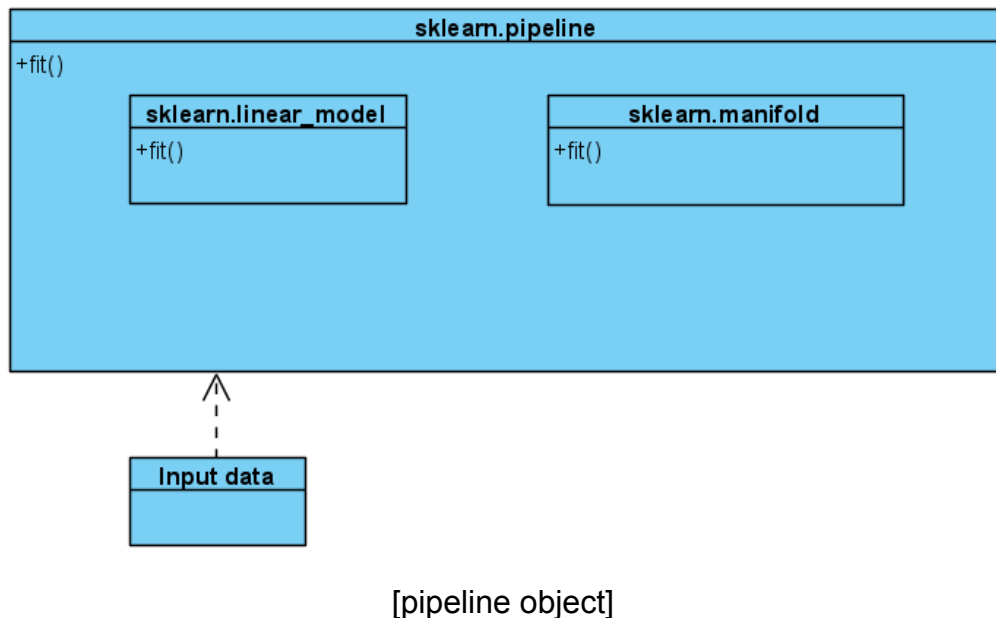 sklearn.pipeline
+fit()
sklearn.linear_model
sklearn.manifold
+fit()
+fit()
Input data
[pipeline object]